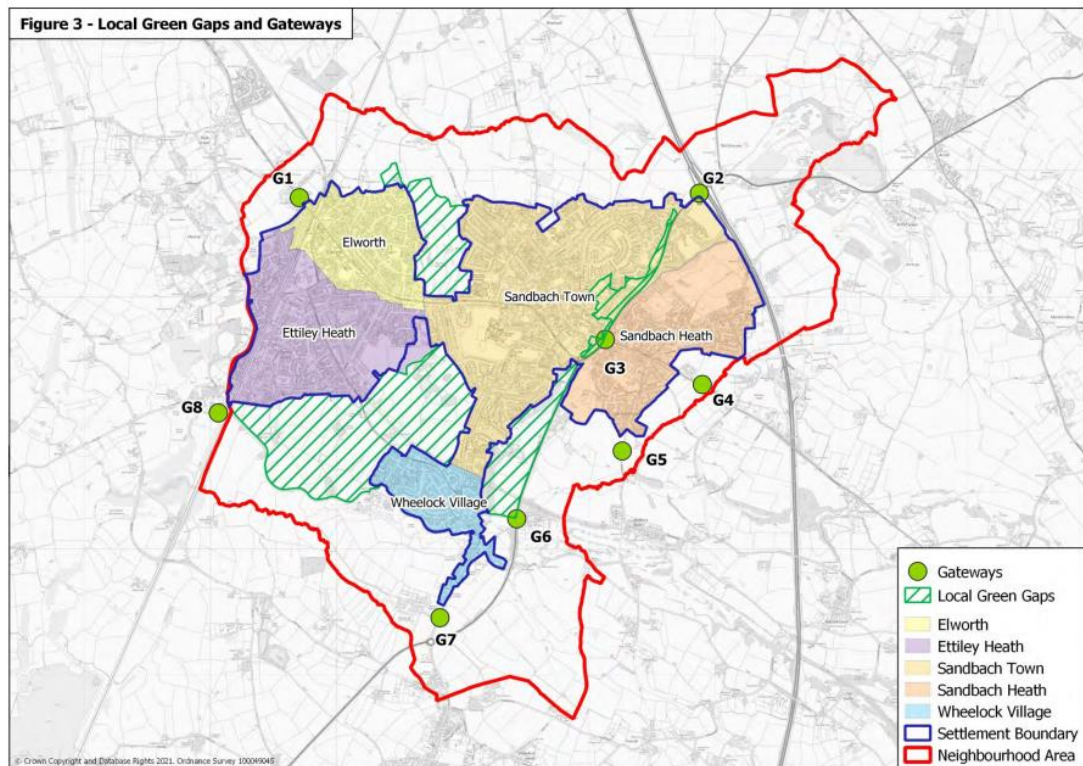 Figure 3 - Local Green Gaps and Gateways
G1
G2
Elworth
Sandbach Town
Ettiley Heath
Sandbach Heath
G3
G4
G8
G5
Wheelock Village
G6
G7
Gateways
Local Green Gaps
Elworth
Ettiley Heath
Sandbach Town
Sandbach Heath
Wheelock Village
Settlement Boundary
Neighbourhood Area
© Crown Copyright and Database Rights 2021. Ordnance Survey 100049045